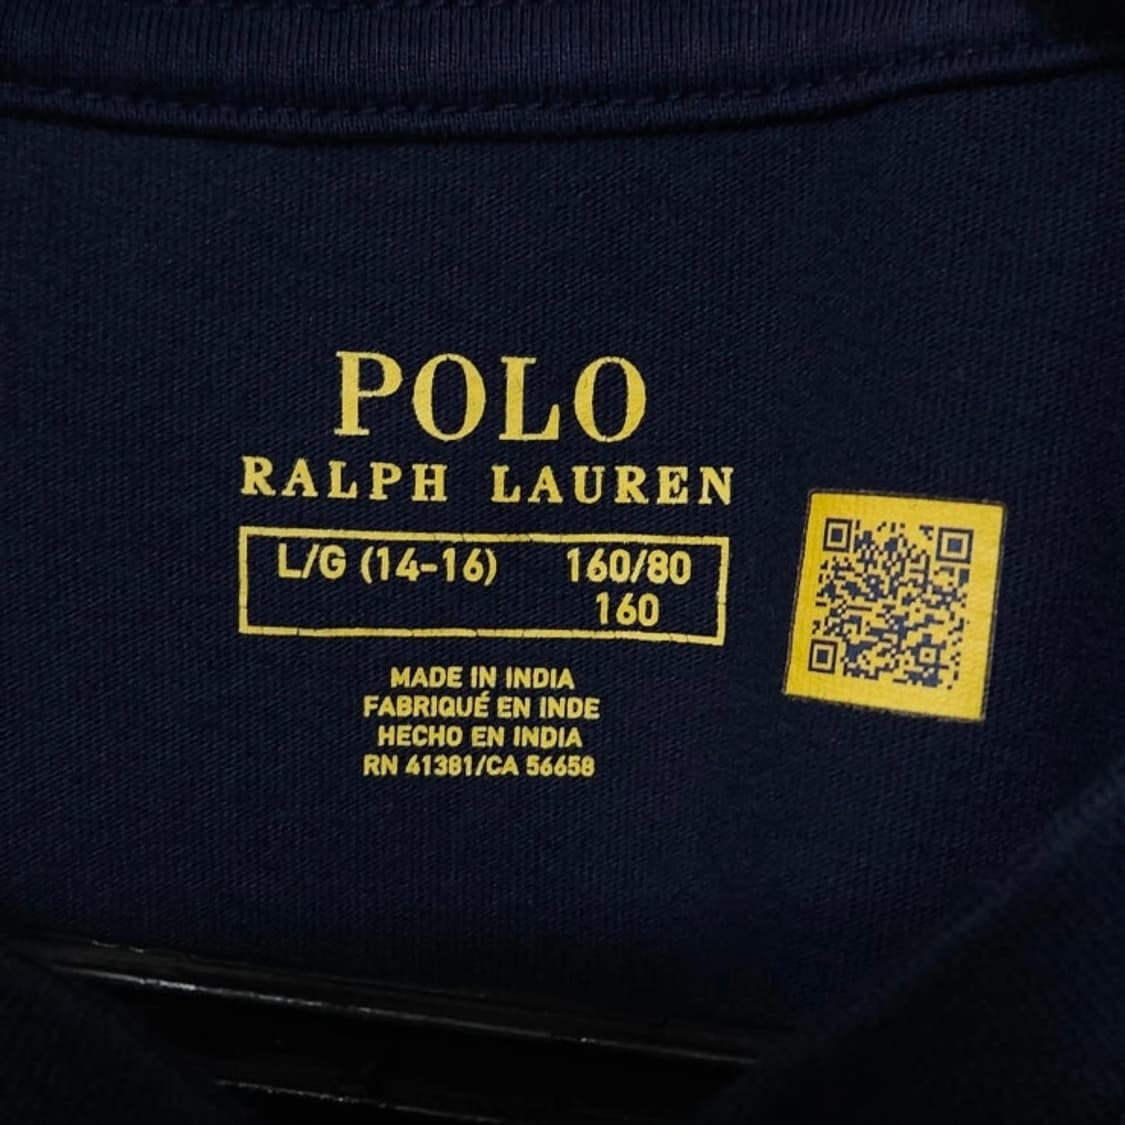 POLO
RALPH LAUREN
L/G (14-16) 160/80
160
MADE IN INDIA
FABRIQUÉ EN INDE
HECHO EN INDIA
RN 41381/CA 56658